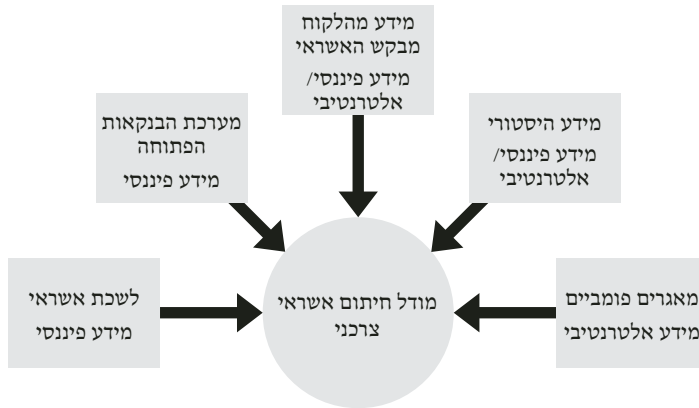 מידע מהלקוח
מבקש האשראי
מידע פיננסי/
אלטרנטיבי
מידע היסטורי
מידע פיננסי/
אלטרנטיבי
מערכת הבנקאות
הפתוחה
מידע פיננסי
מאגרים פומביים
מידע אלטרנטיבי
מודל חיתום אשראי
צרכני
לשכת אשראי
מידע פיננסי